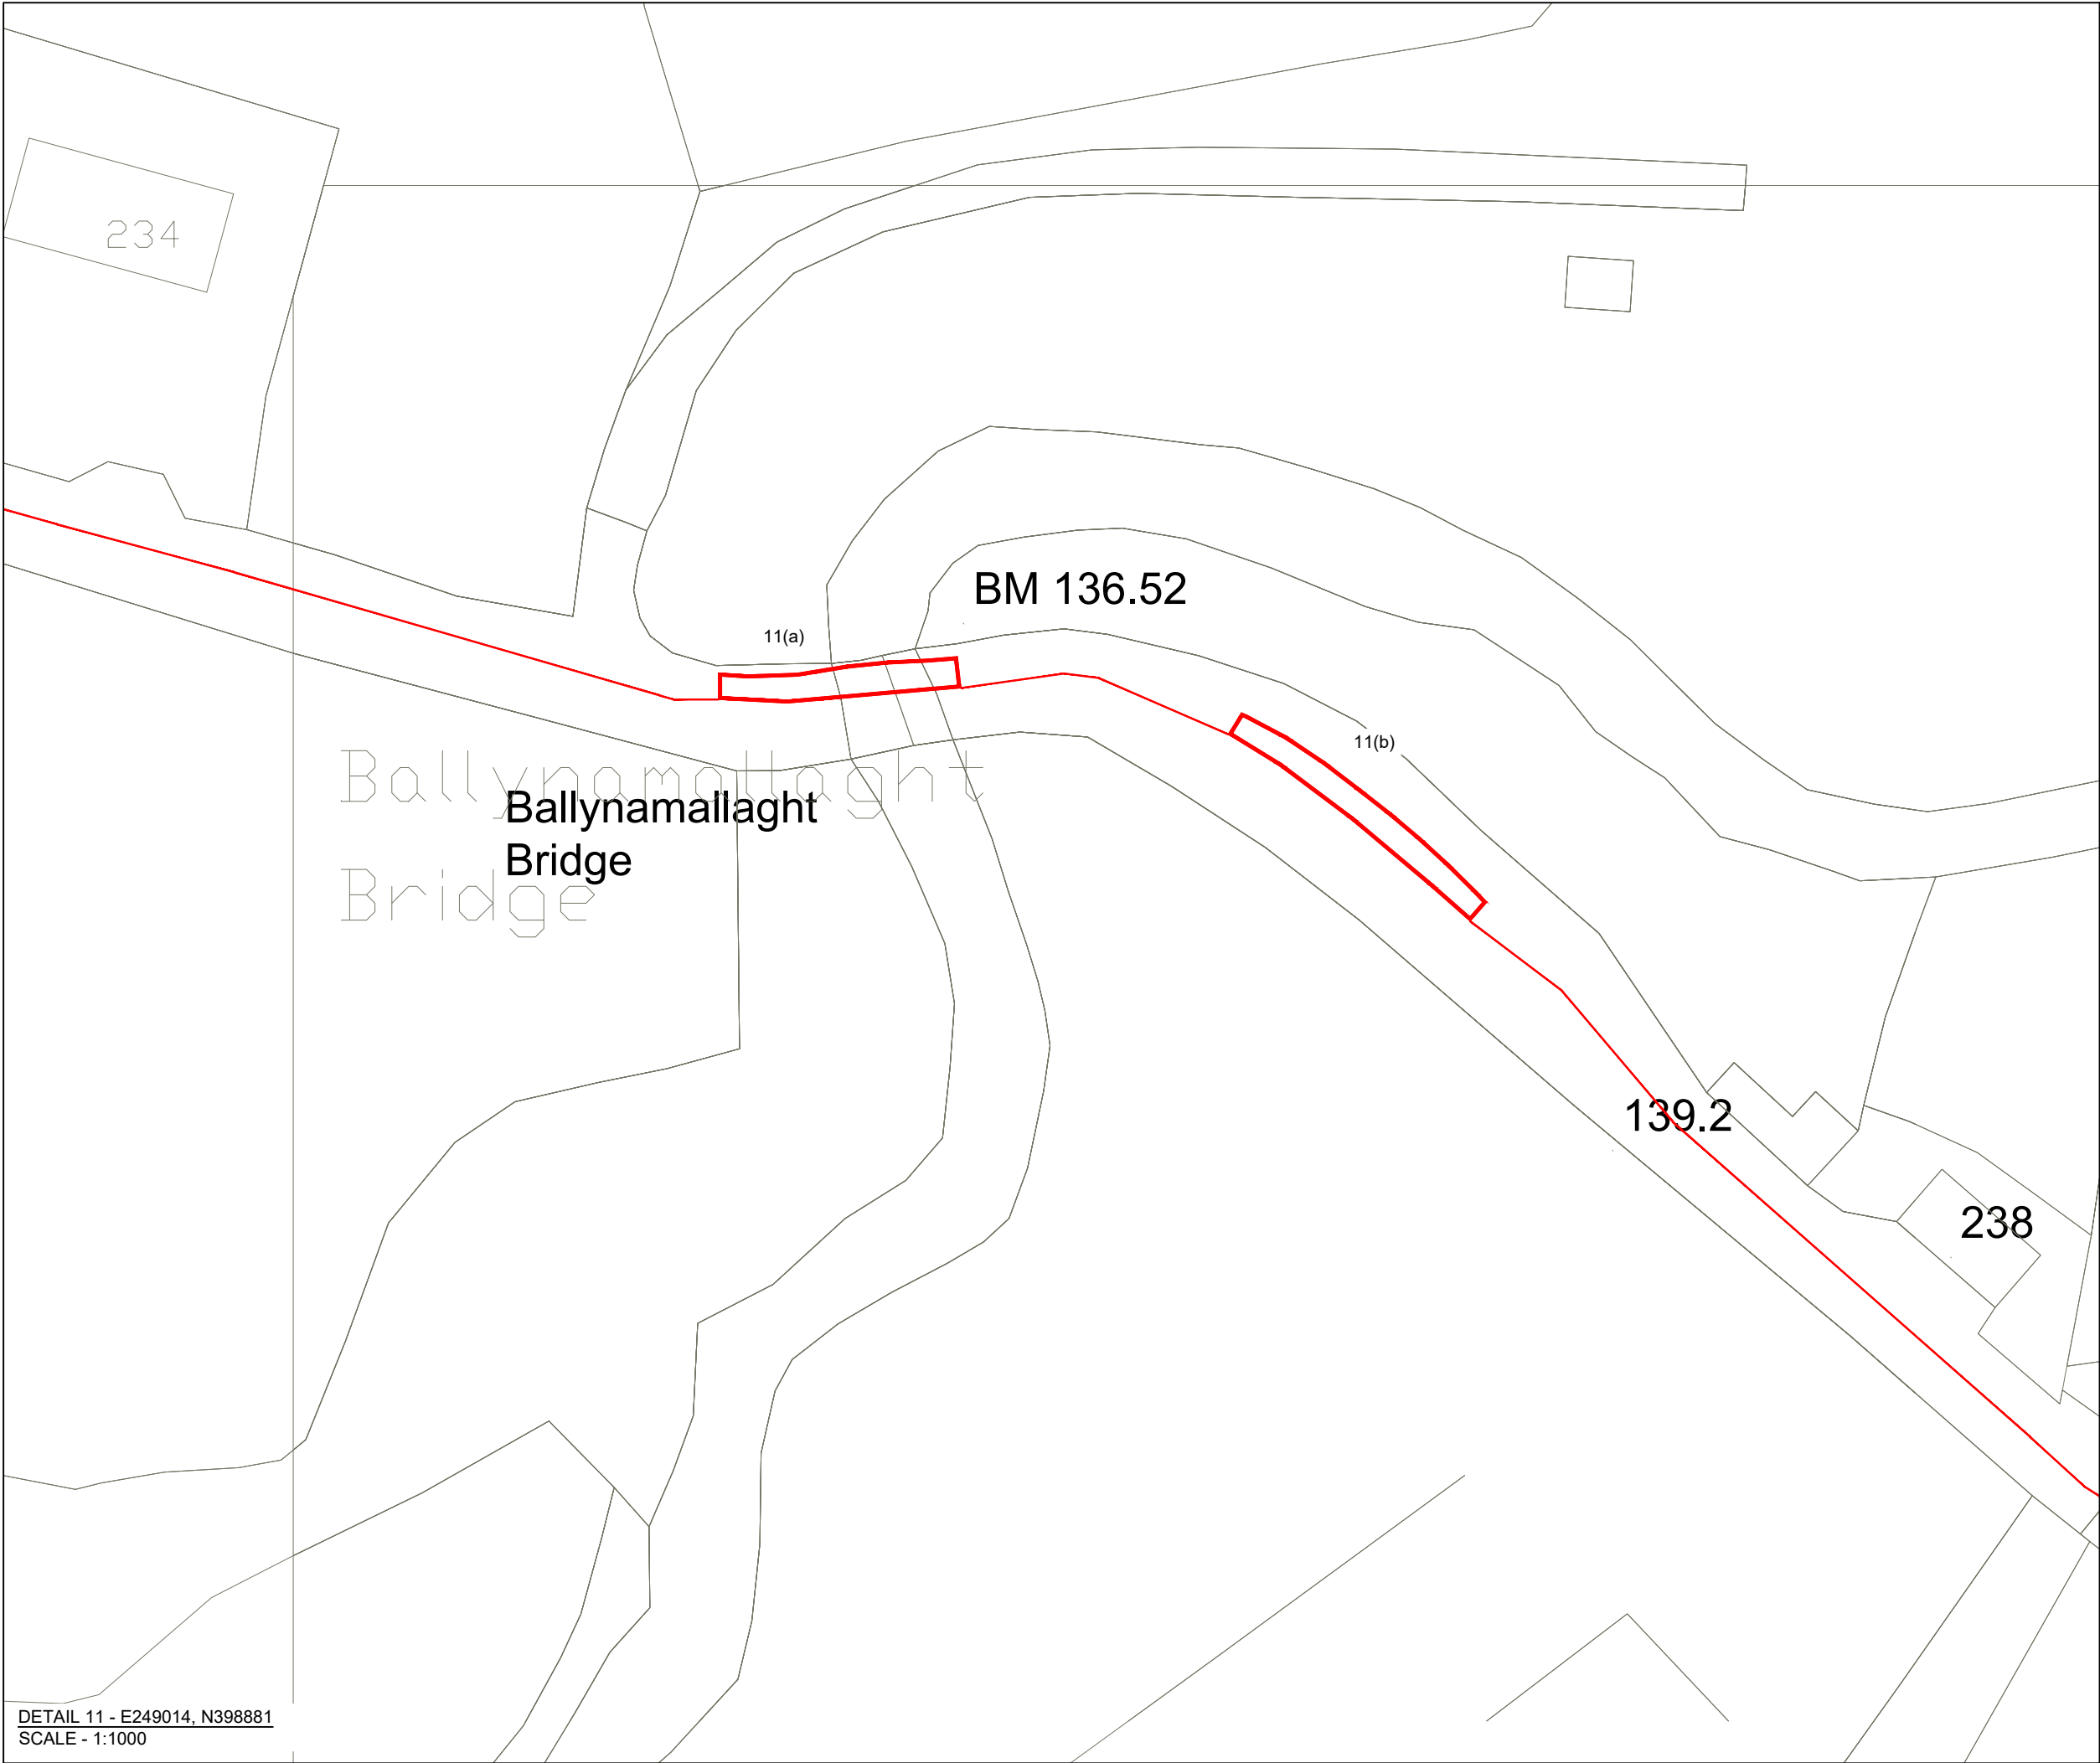 234
BM 136.52
11(a)
11(b)
Ballynamallaght
Bridge
Ballynamallaght
Bridge
139.2
238
DETAIL 11 - E249014, N398881
SCALE - 1:1000